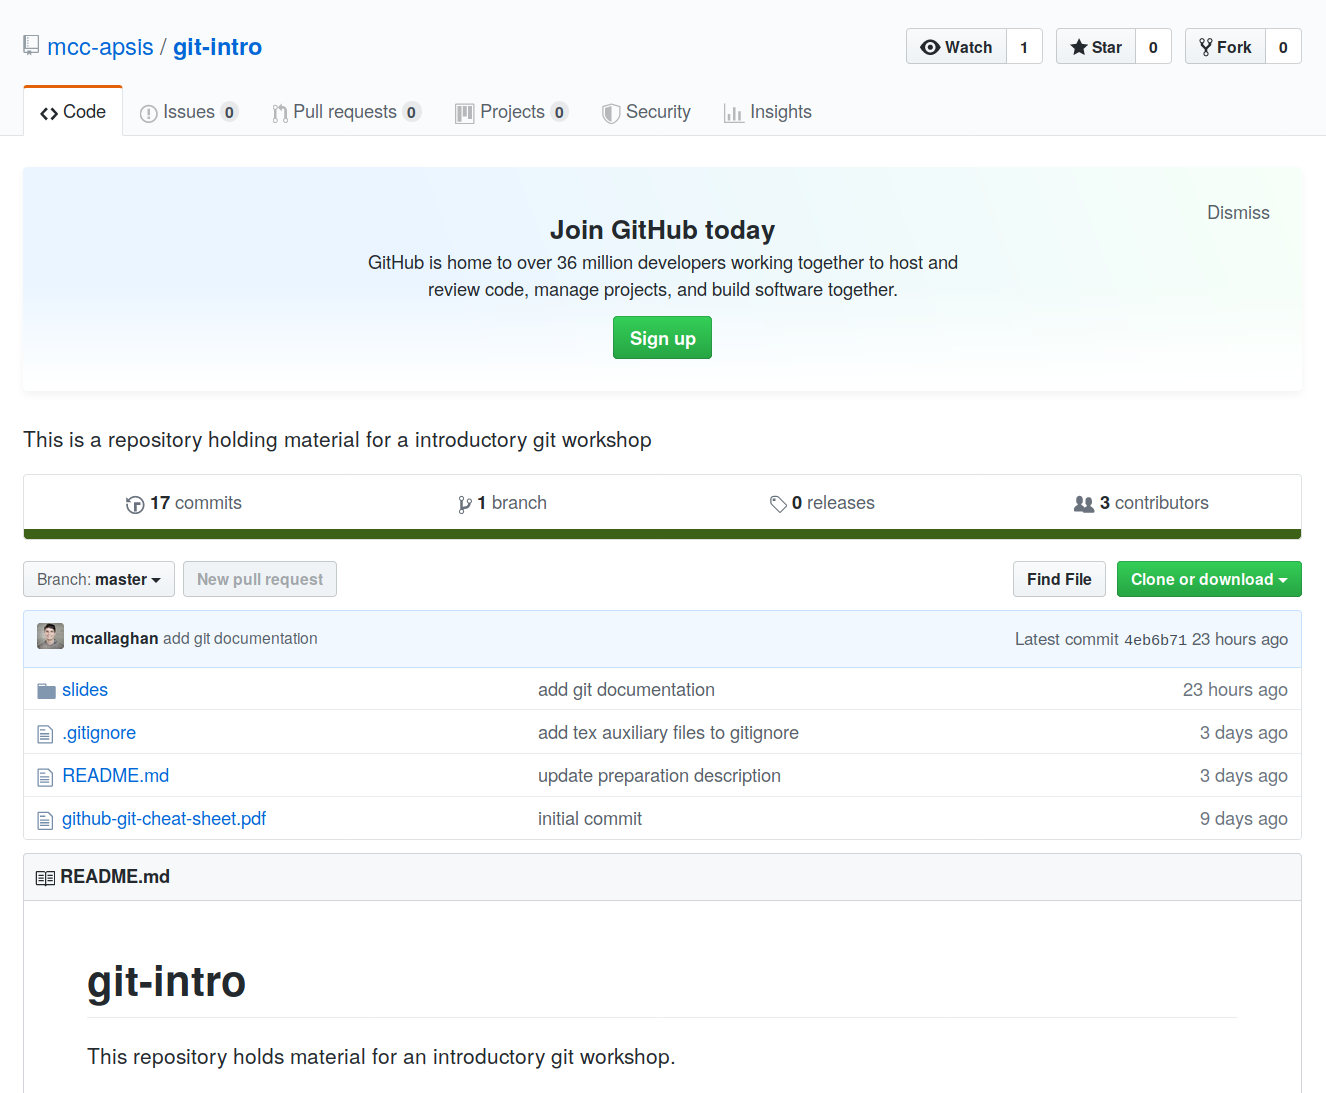 mcc-apsis / git-intro
Watch 1 Star 0 Fork 0
Code Issues 0 Pull requests 0 Projects 0 Security Insights
Dismiss
Join GitHub today
GitHub is home to over 36 million developers working together to host and
review code, manage projects, and build software together.
Sign up
This is a repository holding material for a introductory git workshop
17 commits 1 branch 0 releases 3 contributors
Branch: master New pull request Find File Clone or download
mcallaghan add git documentation Latest commit 4eb6b71 23 hours ago
slides add git documentation 23 hours ago
.gitignore add tex auxiliary files to gitignore 3 days ago
README.md update preparation description 3 days ago
github-git-cheat-sheet.pdf initial commit 9 days ago
README.md
git-intro
This repository holds material for an introductory git workshop.